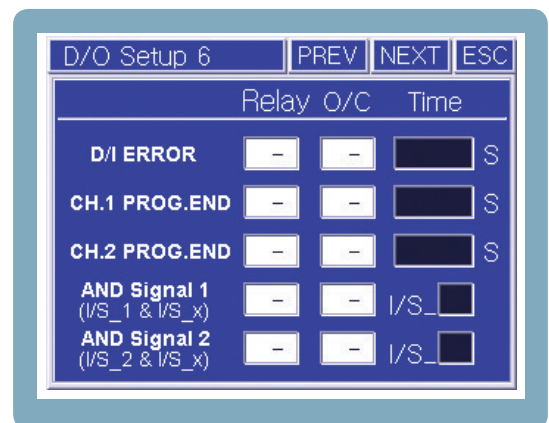 D/O Setup 6 PREV NEXT ESC
Relay O/C Time
D/I ERROR - - S
CH.1 PROG.END - - S
CH.2 PROG.END - - S
AND Signal 1 - - I/S_
(I/S_1 & I/S_x)
AND Signal 2 - - I/S_
(I/S_2 & I/S_x)